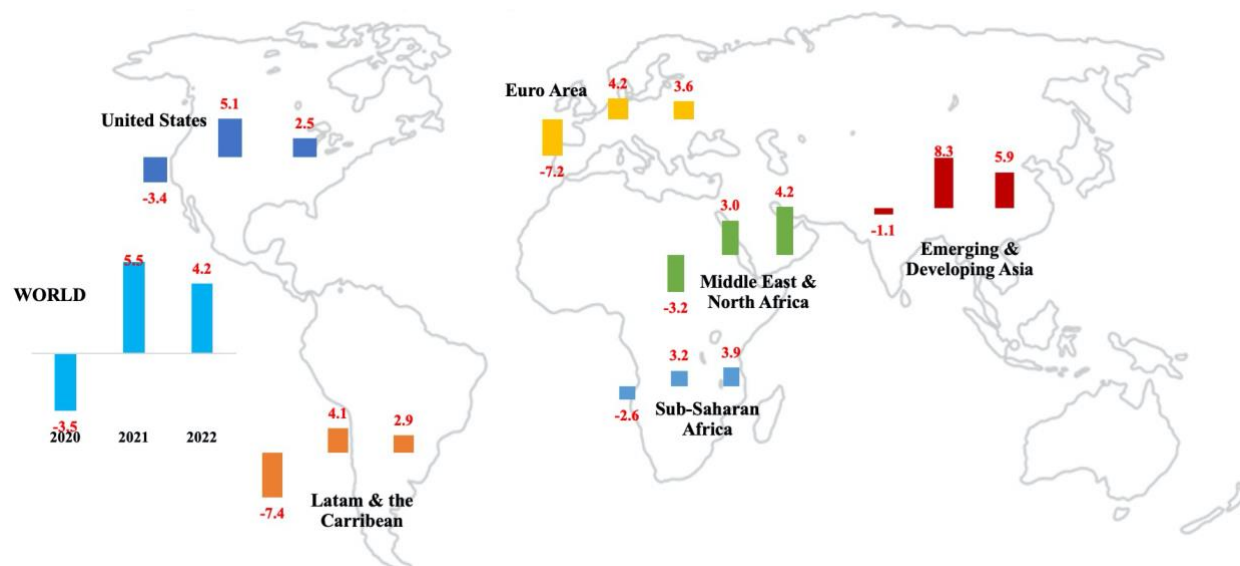 United States
-3.4
5.1
2.5
Euro Area
-7.2
4.2
3.6
8.3
5.9
-1.1
Emerging &
Developing Asia
3.0
4.2
-3.2
Middle East &
North Africa
WORLD
-3.5
5.5
4.2
2020
2021
2022
-2.6
3.2
3.9
Sub-Saharan
Africa
-7.4
4.1
2.9
Latam & the
Carribean